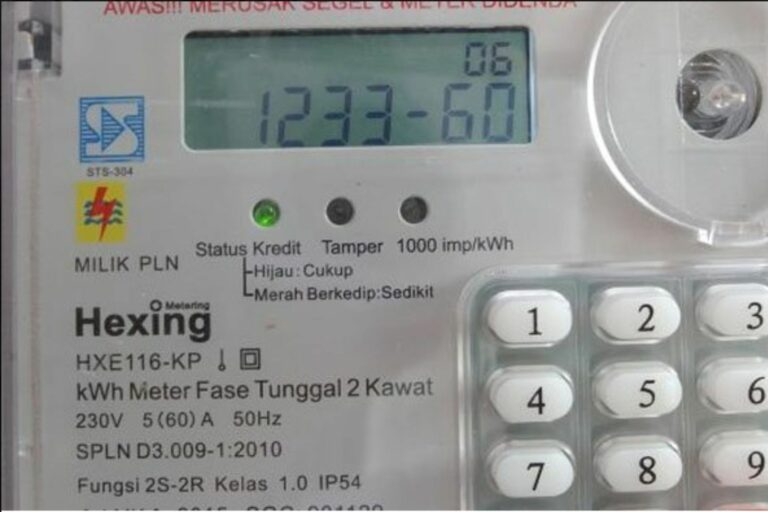 AWAS!!! MERUSAK SEGEL & METER DIDENDA
06
1233-60
STS-304
MILIK PLN
Status Kredit Tamper 1000 imp/kWh
Hijau: Cukup
Merah Berkedip:Sedikit
Hexing Metering
HXE116-KP
kWh Meter Fase Tunggal 2 Kawat
230V 5(60)A 50Hz
SPLN D3.009-1:2010
Fungsi 2S-2R Kelas 1.0 IP54
1 2 3
4 5 6
7 8 9